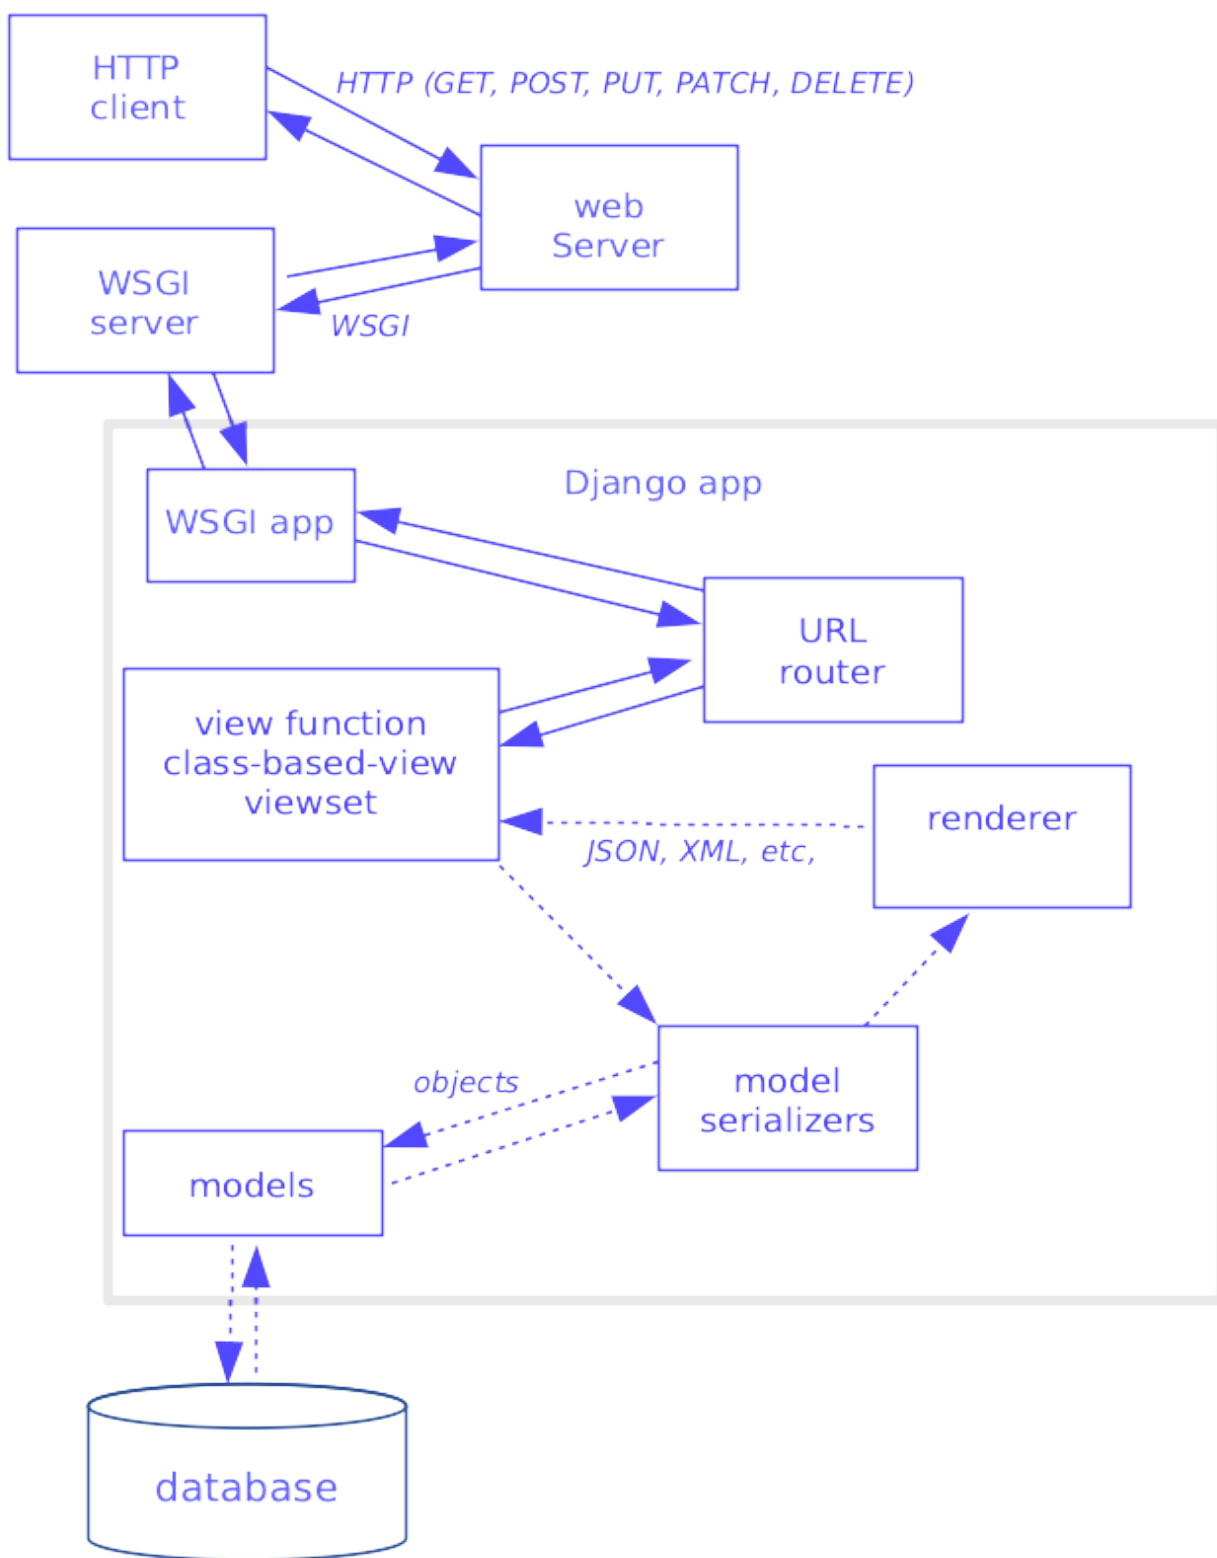 HTTP
client
HTTP (GET, POST, PUT, PATCH, DELETE)
web
Server
WSGI
server
WSGI
Django app
WSGI app
URL
router
view function
class-based-view
viewset
renderer
JSON, XML, etc,
model
serializers
objects
models
database